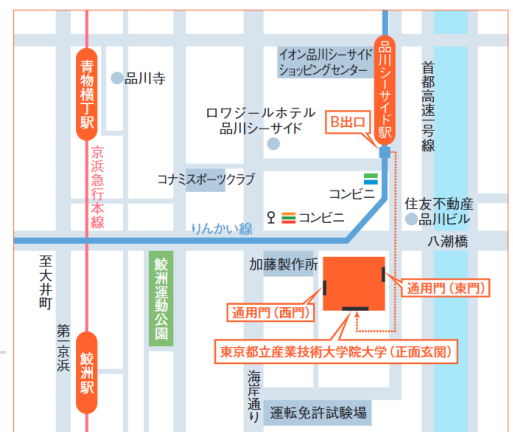 イオン品川シーサイド
ショッピングセンター
品川シーサイド駅
首都高速一号線
青物横丁駅
品川寺
ロワジールホテル
品川シーサイド
B出口
京浜急行本線
コナミスポーツクラブ
コンビニ
住友不動産
品川ビル
コンビニ
りんかい線
八潮橋
至大井町
鮫洲運動公園
加藤製作所
通用門(西門)
通用門(東門)
第一京浜
鮫洲駅
東京都立産業技術大学院大学(正面玄関)
海岸通り
運転免許試験場